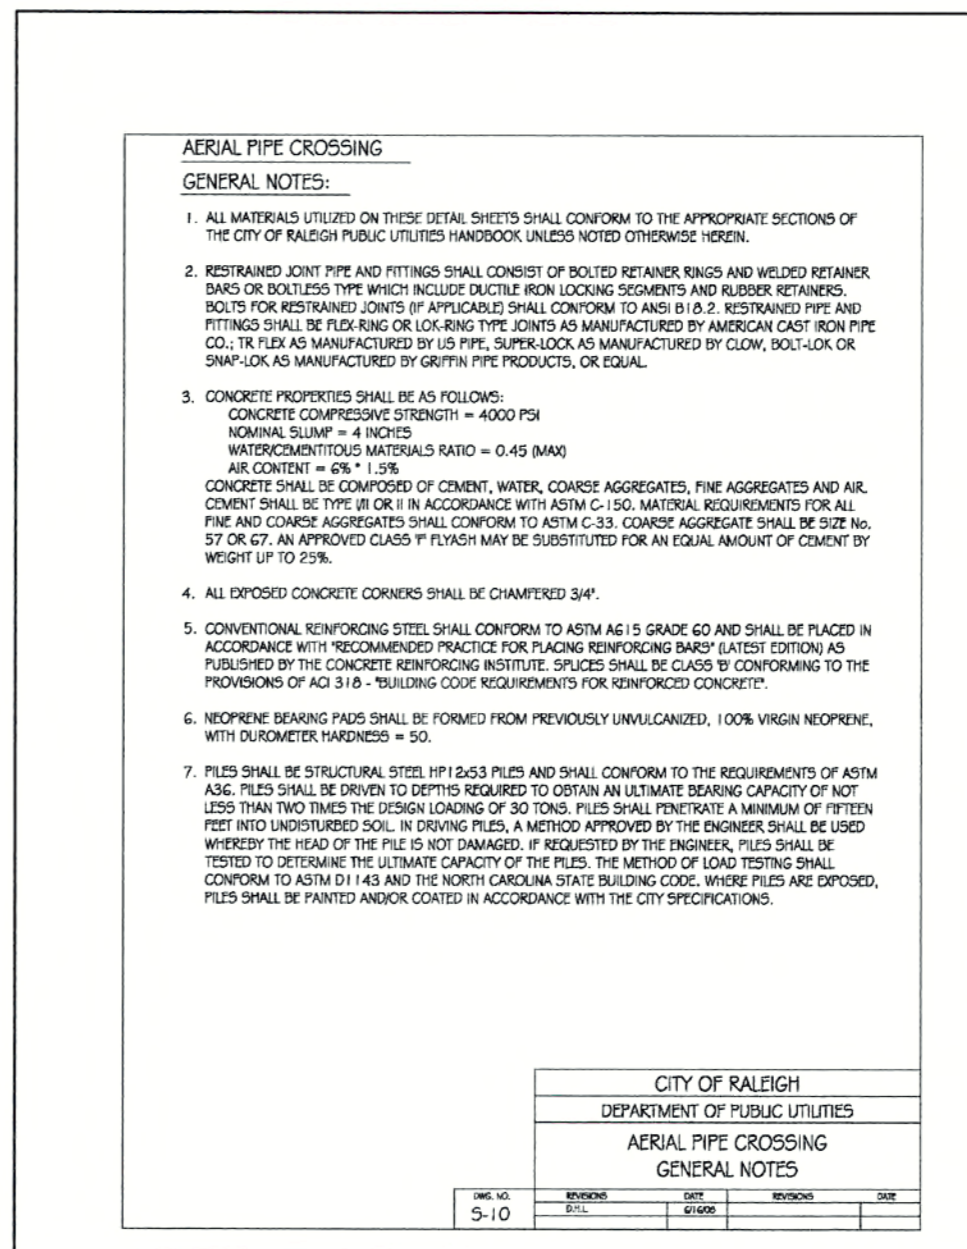 AERIAL PIPE CROSSING
GENERAL NOTES:
1. ALL MATERIALS UTILIZED ON THESE DETAIL SHEETS SHALL CONFORM TO THE APPROPRIATE SECTIONS OF
THE CITY OF RALEIGH PUBLIC UTILITIES HANDBOOK UNLESS NOTED OTHERWISE HEREIN.
2. RESTRAINED JOINT PIPE AND FITTINGS SHALL CONSIST OF BOLTED RETAINER RINGS AND WELDED RETAINER
BARS OR BOLTLESS TYPE WHICH INCLUDE DUCTILE IRON LOCKING SEGMENTS AND RUBBER RETAINERS.
BOLTS FOR RESTRAINED JOINTS (IF APPLICABLE) SHALL CONFORM TO ANSI B18.2. RESTRAINED PIPE AND
FITTINGS SHALL BE FLEX-RING OR LOK-RING TYPE JOINTS AS MANUFACTURED BY AMERICAN CAST IRON PIPE
CO.; TR FLEX AS MANUFACTURED BY US PIPE, SUPER-LOCK AS MANUFACTURED BY CLOW, BOLT-LOK OR
SNAP-LOK AS MANUFACTURED BY GRIFFIN PIPE PRODUCTS, OR EQUAL.
3. CONCRETE PROPERTIES SHALL BE AS FOLLOWS:
CONCRETE COMPRESSIVE STRENGTH = 4000 PSI
NOMINAL SLUMP = 4 INCHES
WATER/CEMENTITOUS MATERIALS RATIO = 0.45 (MAX)
AIR CONTENT = 6% * 1.5%
CONCRETE SHALL BE COMPOSED OF CEMENT, WATER, COARSE AGGREGATES, FINE AGGREGATES AND AIR.
CEMENT SHALL BE TYPE I/II OR II IN ACCORDANCE WITH ASTM C-150. MATERIAL REQUIREMENTS FOR ALL
FINE AND COARSE AGGREGATES SHALL CONFORM TO ASTM C-33. COARSE AGGREGATE SHALL BE SIZE No.
57 OR 67. AN APPROVED CLASS 'F' FLYASH MAY BE SUBSTITUTED FOR AN EQUAL AMOUNT OF CEMENT BY
WEIGHT UP TO 25%.
4. ALL EXPOSED CONCRETE CORNERS SHALL BE CHAMFERED 3/4".
5. CONVENTIONAL REINFORCING STEEL SHALL CONFORM TO ASTM A615 GRADE 60 AND SHALL BE PLACED IN
ACCORDANCE WITH "RECOMMENDED PRACTICE FOR PLACING REINFORCING BARS" (LATEST EDITION) AS
PUBLISHED BY THE CONCRETE REINFORCING INSTITUTE. SPLICES SHALL BE CLASS 'B' CONFORMING TO THE
PROVISIONS OF ACI 318 - "BUILDING CODE REQUIREMENTS FOR REINFORCED CONCRETE".
6. NEOPRENE BEARING PADS SHALL BE FORMED FROM PREVIOUSLY UNVULCANIZED, 100% VIRGIN NEOPRENE,
WITH DUROMETER HARDNESS = 50.
7. PILES SHALL BE STRUCTURAL STEEL HP12x53 PILES AND SHALL CONFORM TO THE REQUIREMENTS OF ASTM
A36. PILES SHALL BE DRIVEN TO DEPTHS REQUIRED TO OBTAIN AN ULTIMATE BEARING CAPACITY OF NOT
LESS THAN TWO TIMES THE DESIGN LOADING OF 30 TONS. PILES SHALL PENETRATE A MINIMUM OF FIFTEEN
FEET INTO UNDISTURBED SOIL. IN DRIVING PILES, A METHOD APPROVED BY THE ENGINEER SHALL BE USED
WHEREBY THE HEAD OF THE PILE IS NOT DAMAGED. IF REQUESTED BY THE ENGINEER, PILES SHALL BE
TESTED TO DETERMINE THE ULTIMATE CAPACITY OF THE PILES. THE METHOD OF LOAD TESTING SHALL
CONFORM TO ASTM D1143 AND THE NORTH CAROLINA STATE BUILDING CODE. WHERE PILES ARE EXPOSED,
PILES SHALL BE PAINTED AND/OR COATED IN ACCORDANCE WITH THE CITY SPECIFICATIONS.
CITY OF RALEIGH
DEPARTMENT OF PUBLIC UTILITIES
AERIAL PIPE CROSSING
GENERAL NOTES
DWG. NO. REVISIONS DATE REVISIONS DATE
S-10 D.H.L.